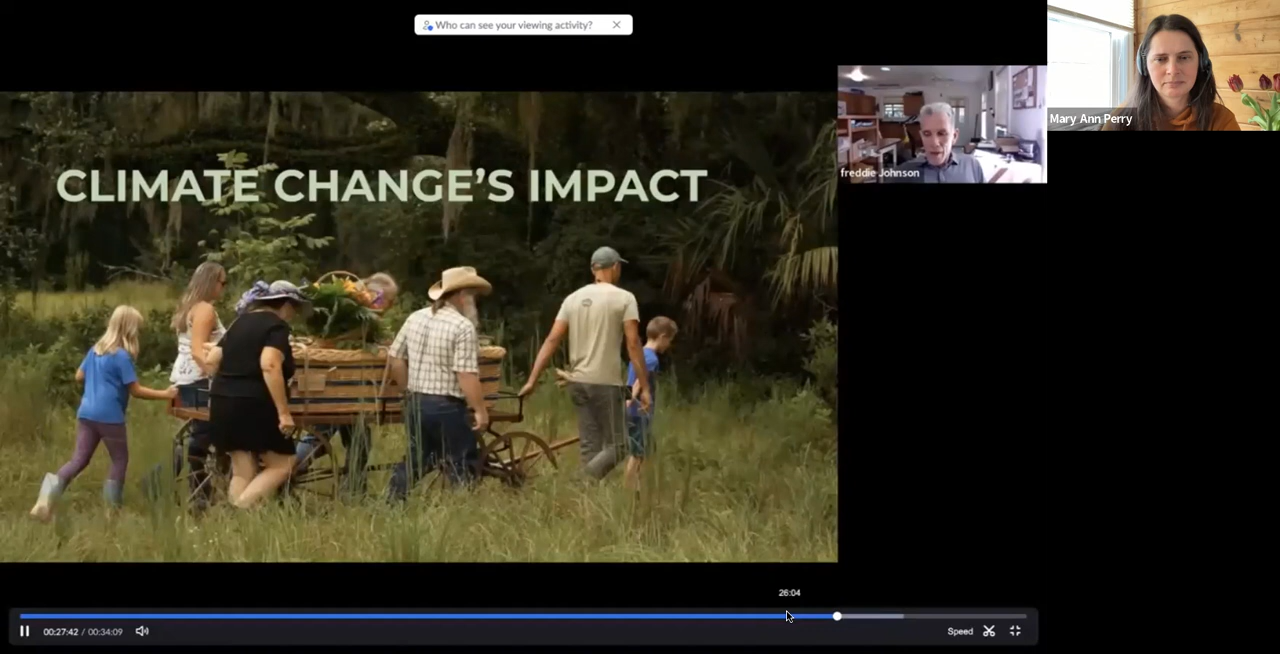 Who can see your viewing activity?
CLIMATE CHANGE'S IMPACT
freddie Johnson
Mary Ann Perry
26:04
00:27:42 / 00:34:09
Speed